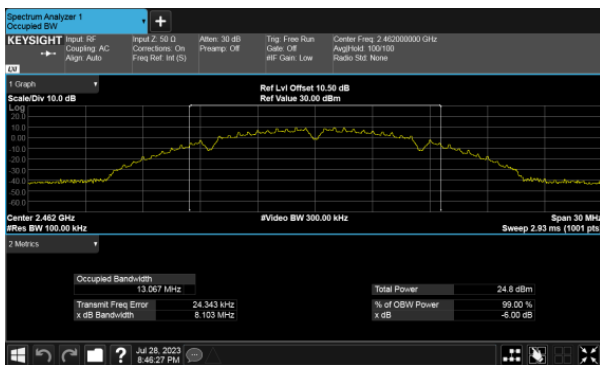 Spectrum Analyzer 1
Occupied BW
KEYSIGHT Input: RF Input Z: 50 Ω Atten: 30 dB Trig: Free Run Center Freq: 2.462000000 GHz
Coupling: AC Corrections: On Preamp: Off Gate: Off Avg|Hold: 100/100
Align: Auto Freq Ref: Int (S) #IF Gain: Low Radio Std: None
LXI
1 Graph
Ref Lvl Offset 10.50 dB
Scale/Div 10.0 dB Ref Value 30.00 dBm
Log
20.0
10.0
0.00
-10.0
-20.0
-30.0
-40.0
-50.0
-60.0
Center 2.462 GHz #Video BW 300.00 kHz Span 30 MHz
#Res BW 100.00 kHz Sweep 2.93 ms (1001 pts)
2 Metrics
Occupied Bandwidth
13.067 MHz Total Power 24.8 dBm
Transmit Freq Error 24.343 kHz % of OBW Power 99.00 %
x dB Bandwidth 8.103 MHz x dB -6.00 dB
? Jul 28, 2023
8:46:27 PM